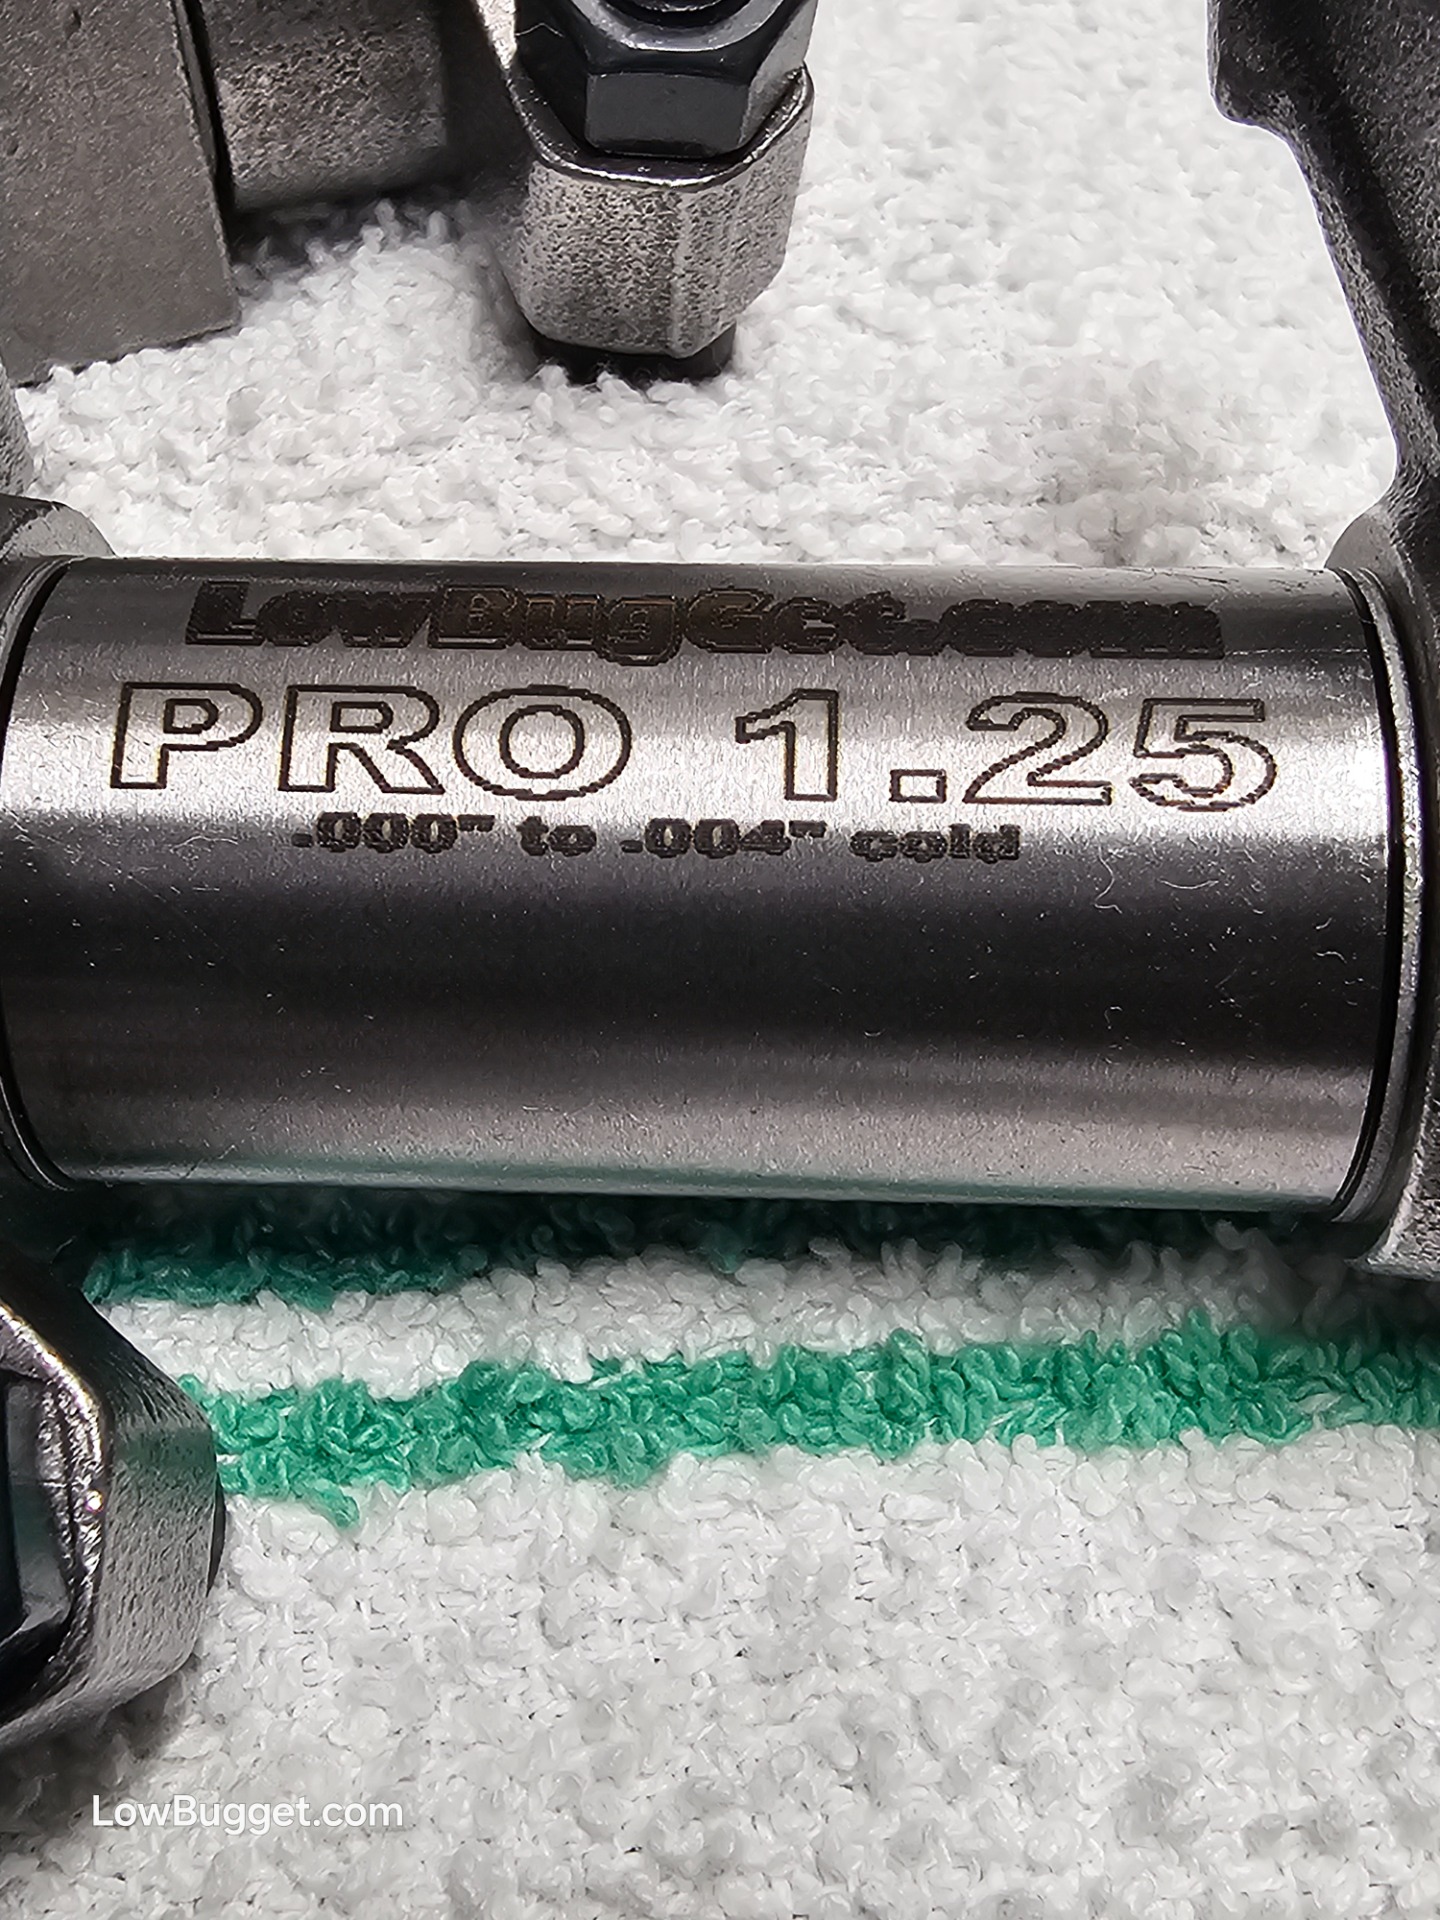 LowBugGet.com
PRO 1.25
.000" to .004" cold
LowBugget.com